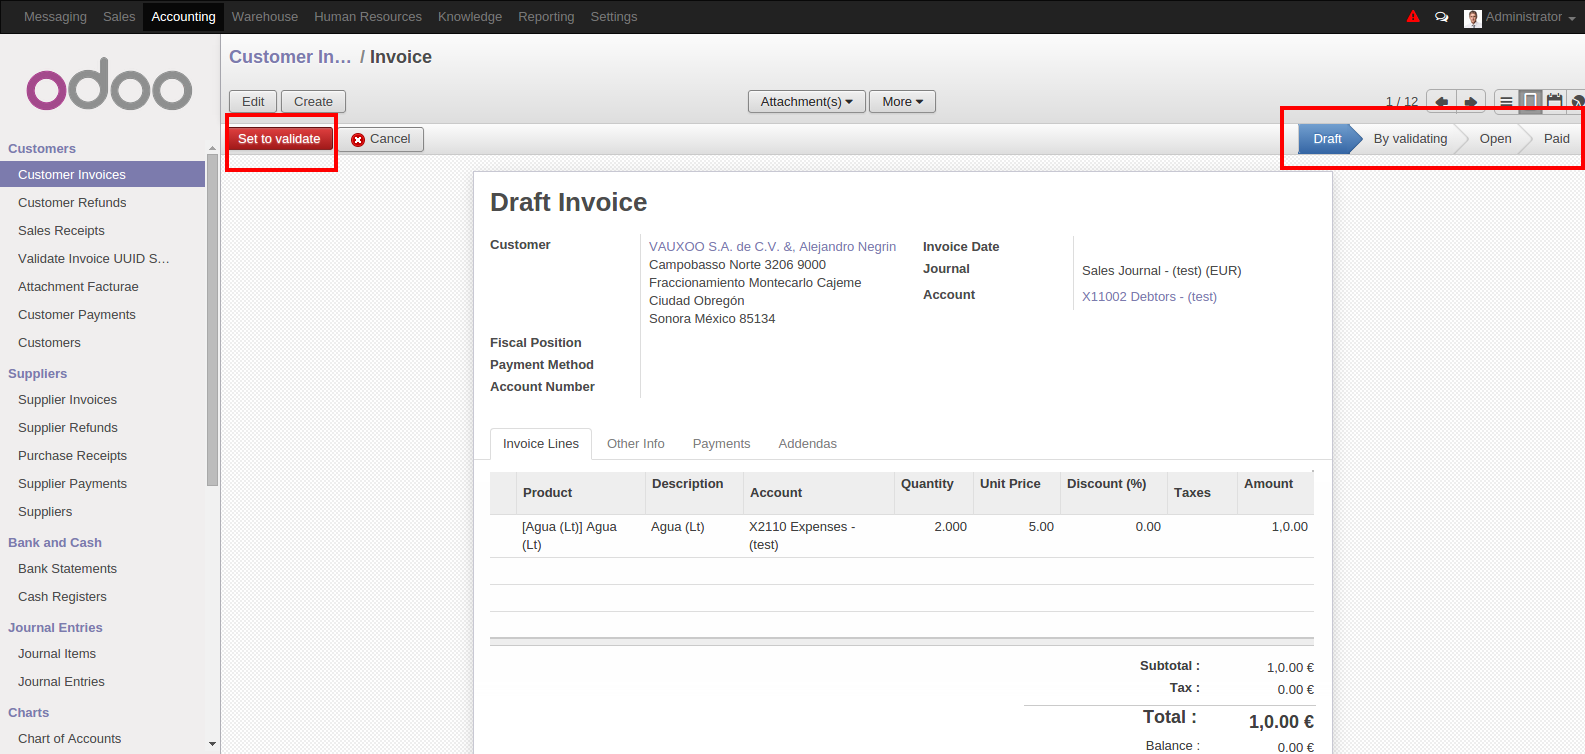 Messaging Sales Accounting Warehouse Human Resources Knowledge Reporting Settings Administrator
odoo
Customers
Customer Invoices
Customer Refunds
Sales Receipts
Validate Invoice UUID S...
Attachment Facturae
Customer Payments
Customers
Suppliers
Supplier Invoices
Supplier Refunds
Purchase Receipts
Supplier Payments
Suppliers
Bank and Cash
Bank Statements
Cash Registers
Journal Entries
Journal Items
Journal Entries
Charts
Chart of Accounts
Customer In... / Invoice
Edit Create Attachment(s) More 1 / 12
Set to validate Cancel Draft By validating Open Paid
Draft Invoice
Customer
VAUXOO S.A. de C.V. &, Alejandro Negrin
Campobasso Norte 3206 9000
Fraccionamiento Montecarlo Cajeme
Ciudad Obregón
Sonora México 85134
Fiscal Position
Payment Method
Account Number
Invoice Date
Journal Sales Journal - (test) (EUR)
Account X11002 Debtors - (test)
Invoice Lines Other Info Payments Addendas
Product Description Account Quantity Unit Price Discount (%) Taxes Amount
[Agua (Lt)] Agua Agua (Lt) X2110 Expenses - 2.000 5.00 0.00 1,0.00
(Lt) (test)
Subtotal : 1,0.00 €
Tax : 0.00 €
Total : 1,0.00 €
Balance : 0.00 €